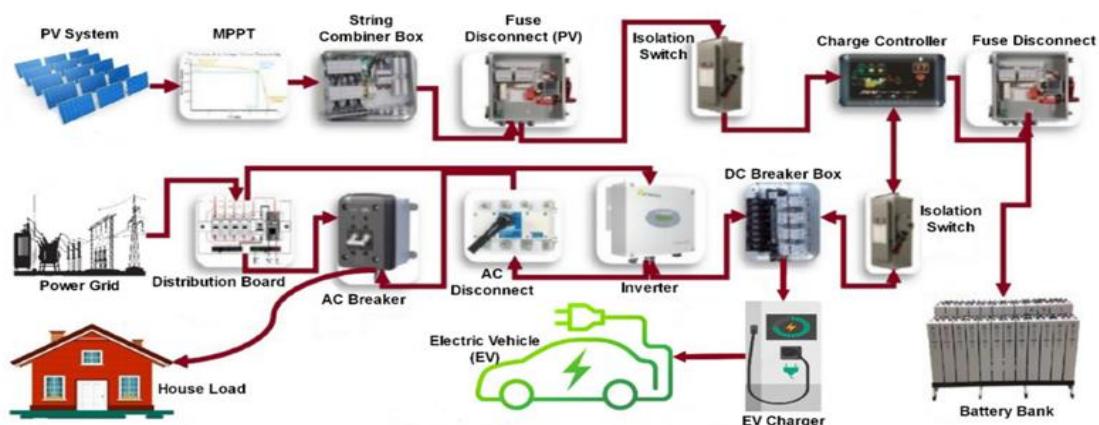 PV System
MPPT
String
Combiner Box
Fuse
Disconnect (PV)
Isolation
Switch
Charge Controller
Fuse Disconnect
Power Grid
Distribution Board
AC Breaker
AC
Disconnect
Inverter
DC Breaker Box
Isolation
Switch
House Load
Electric Vehicle
(EV)
EV Charger
Battery Bank